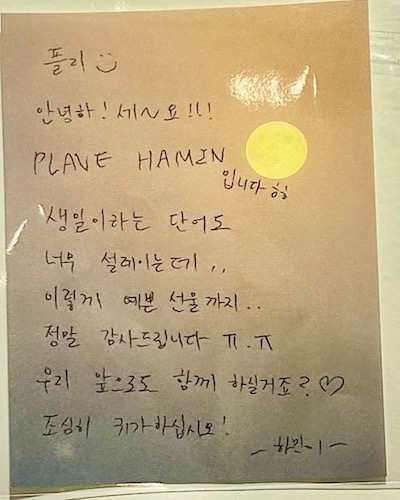 플리 :)
안녕하! 세~요!!!
PLAVE HAMIN
입니다 힝
생일이라는 단어도
너무 설레이는데,,
이렇게 예쁜 선물까지..
정말 감사드립니다 ㅠ.ㅠ
우리 앞으로도 함께 하실거죠?♡
조심히 귀가하십시오!
~하민이~